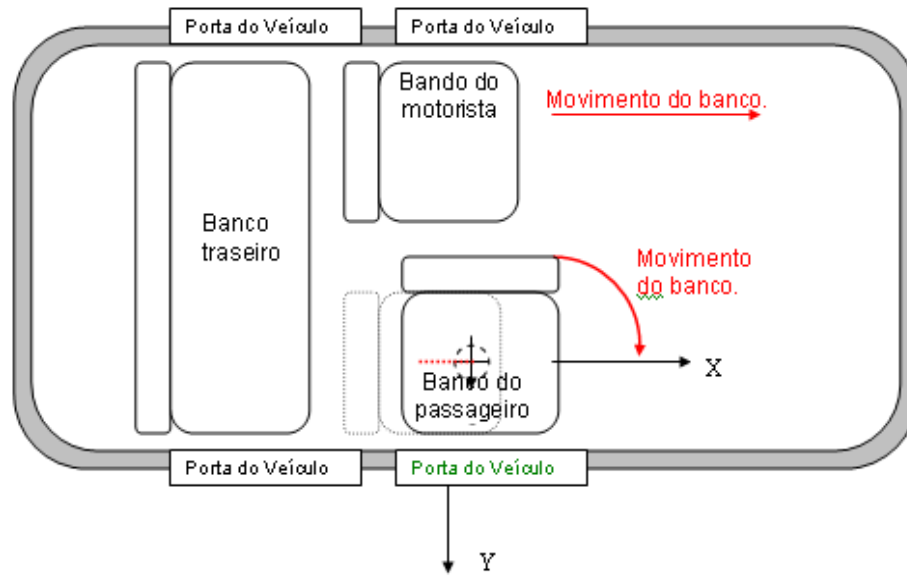 Porta do Veículo
Porta do Veículo
Bando do
motorista
Movimento do banco.
Banco
traseiro
Movimento
do banco.
X
Banco do
passageiro
Porta do Veículo
Porta do Veículo
Y